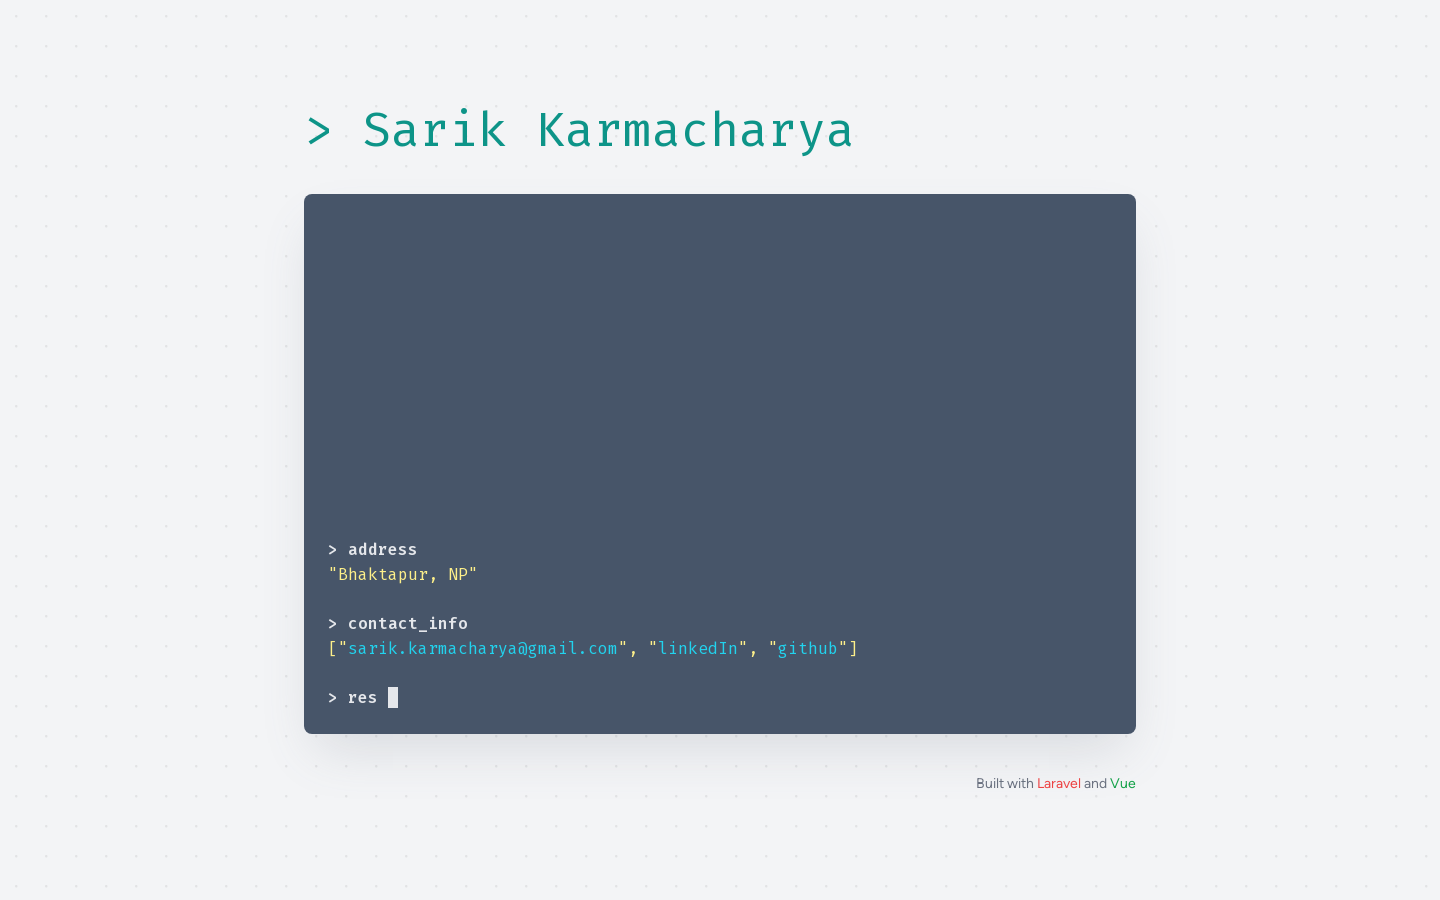 > Sarik Karmacharya
> address
"Bhaktapur, NP"
> contact_info
["sarik.karmacharya@gmail.com", "linkedIn", "github"]
> res
Built with Laravel and Vue